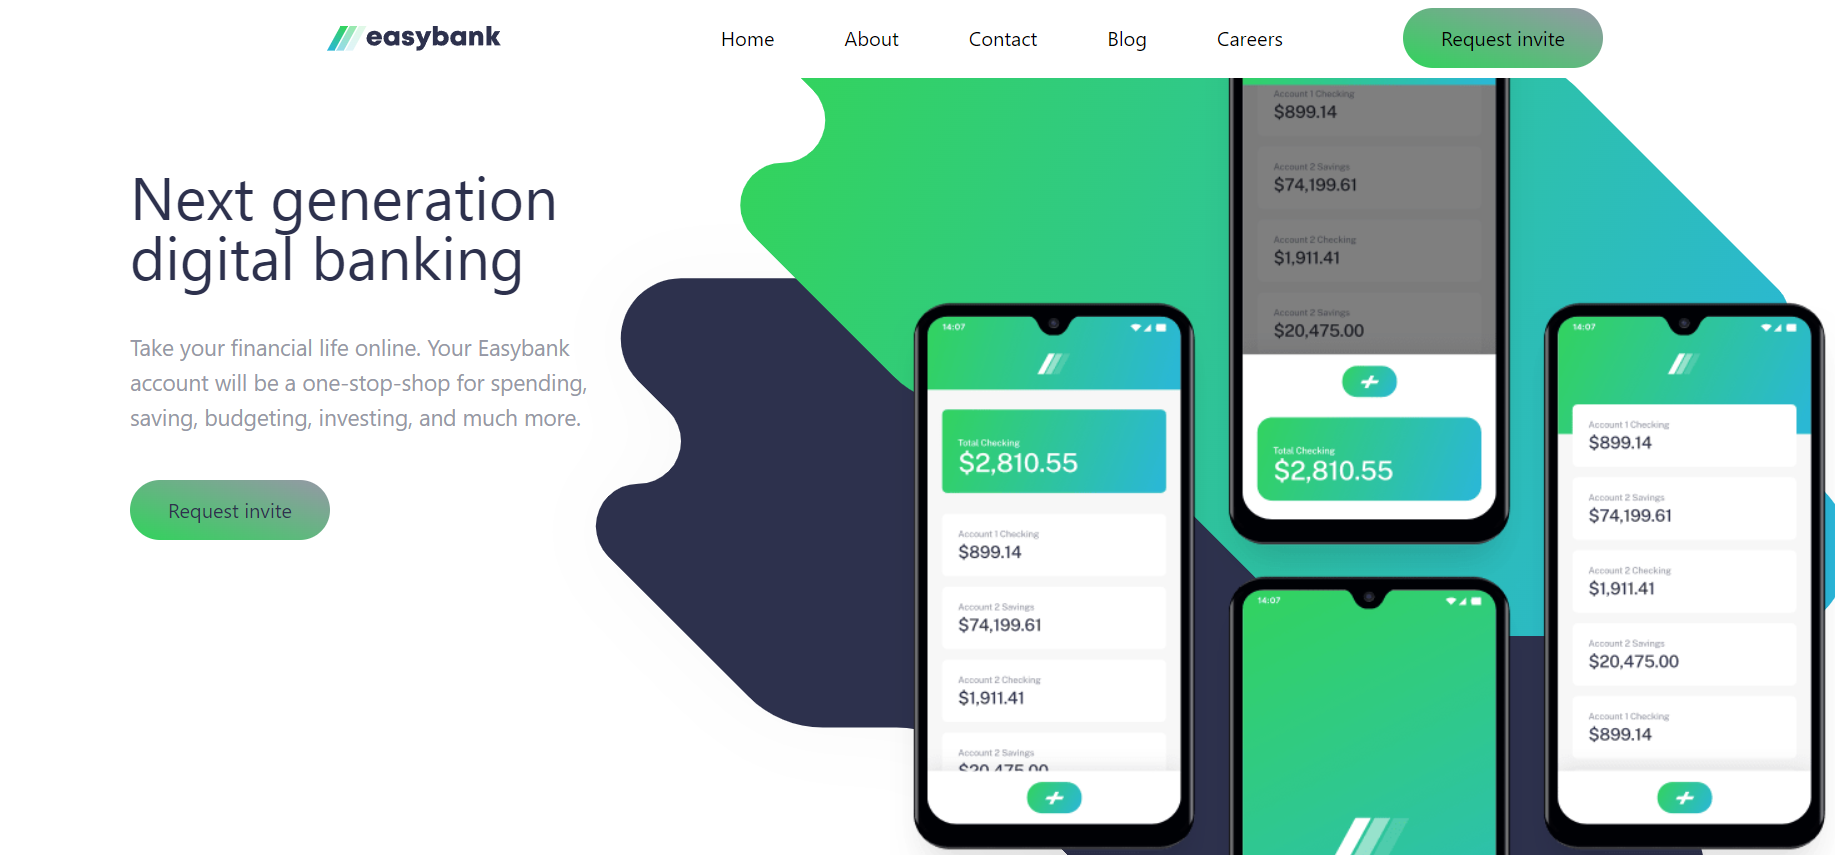 easybank
Home
About
Contact
Blog
Careers
Request invite
Next generation
digital banking
Take your financial life online. Your Easybank
account will be a one-stop-shop for spending,
saving, budgeting, investing, and much more.
Request invite
14:07
Total Checking
$2,810.55
Account 1 Checking
$899.14
Account 2 Savings
$74,199.61
Account 2 Checking
$1,911.41
Account 2 Savings
$20,475.00
Account 1 Checking
$899.14
Account 2 Savings
$74,199.61
Account 2 Checking
$1,911.41
Account 2 Savings
$20,475.00
Total Checking
$2,810.55
14:07
14:07
Account 1 Checking
$899.14
Account 2 Savings
$74,199.61
Account 2 Checking
$1,911.41
Account 2 Savings
$20,475.00
Account 1 Checking
$899.14